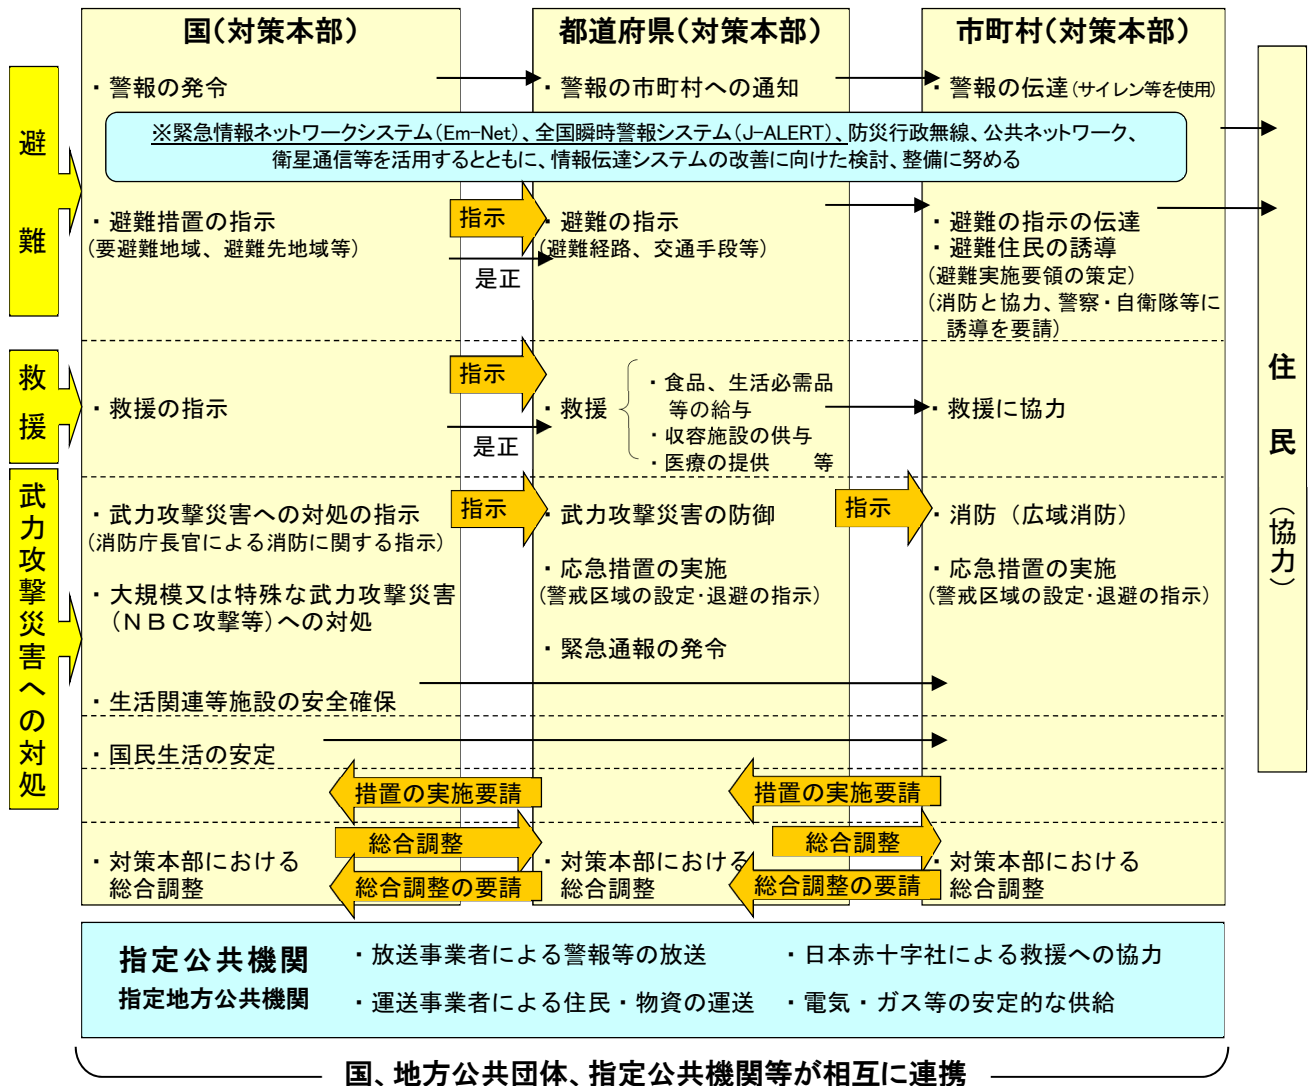 国（対策本部）
都道府県（対策本部）
市町村（対策本部）
避難
・警報の発令
・警報の市町村への通知
・警報の伝達（サイレン等を使用）
※緊急情報ネットワークシステム（Em-Net）、全国瞬時警報システム（J-ALERT）、防災行政無線、公共ネットワーク、
衛星通信等を活用するとともに、情報伝達システムの改善に向けた検討、整備に努める
・避難措置の指示
（要避難地域、避難先地域等）
指示
是正
・避難の指示
（避難経路、交通手段等）
・避難の指示の伝達
・避難住民の誘導
（避難実施要領の策定）
（消防と協力、警察・自衛隊等に
誘導を要請）
救援
・救援の指示
指示
是正
・救援
・食品、生活必需品
等の給与
・収容施設の供与
・医療の提供　等
・救援に協力
武力攻撃災害への対処
・武力攻撃災害への対処の指示
（消防庁長官による消防に関する指示）
指示
・武力攻撃災害の防御
指示
・消防（広域消防）
・大規模又は特殊な武力攻撃災害
（ＮＢＣ攻撃等）への対処
・応急措置の実施
（警戒区域の設定・退避の指示）
・応急措置の実施
（警戒区域の設定・退避の指示）
・緊急通報の発令
・生活関連等施設の安全確保
・国民生活の安定
措置の実施要請
措置の実施要請
総合調整
総合調整
・対策本部における
総合調整
総合調整の要請
・対策本部における
総合調整
総合調整の要請
・対策本部における
総合調整
住民（協力）
指定公共機関
指定地方公共機関
・放送事業者による警報等の放送
・日本赤十字社による救援への協力
・運送事業者による住民・物資の運送
・電気・ガス等の安定的な供給
国、地方公共団体、指定公共機関等が相互に連携